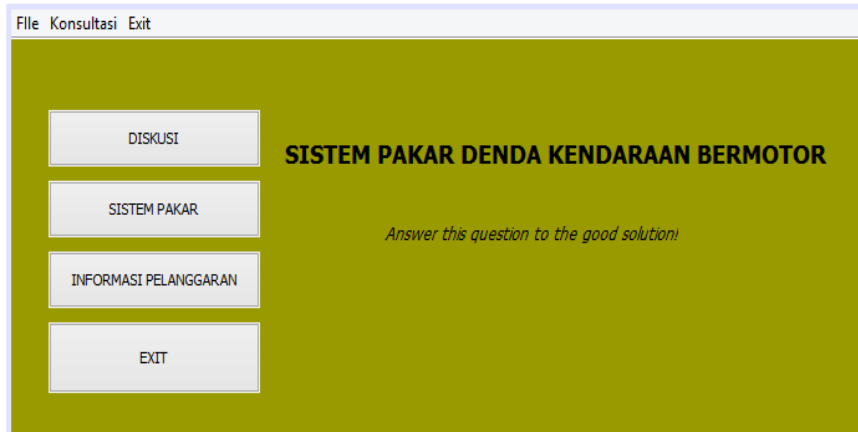 FIle Konsultasi Exit
DISKUSI
SISTEM PAKAR DENDA KENDARAAN BERMOTOR
SISTEM PAKAR
Answer this question to the good solution!
INFORMASI PELANGGARAN
EXIT